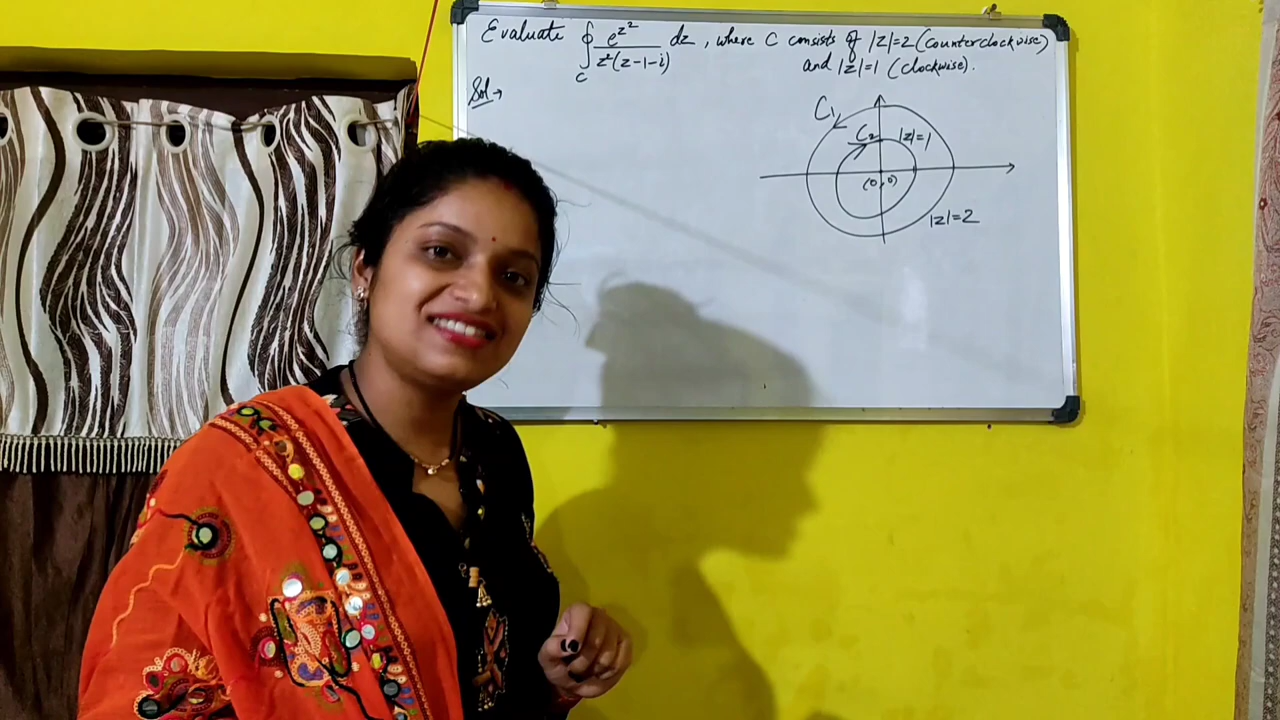 Evaluate ∮_C e^{z²}/(z²(z-1-i)) dz, where C consists of |z|=2 (counterclockwise)
and |z|=1 (clockwise).
Sol→
C₁
C₂ |z|=1
(0,0)
|z|=2